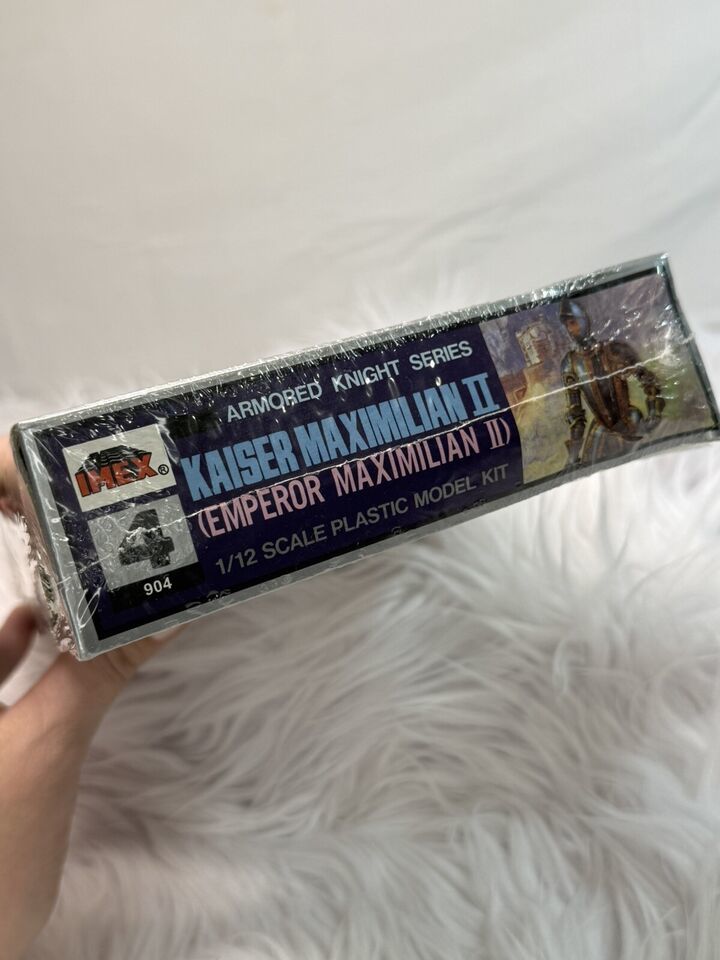 ARMORED KNIGHT SERIES
IMEX®
KAISER MAXIMILIAN II
(EMPEROR MAXIMILIAN II)
4
1/12 SCALE PLASTIC MODEL KIT
904